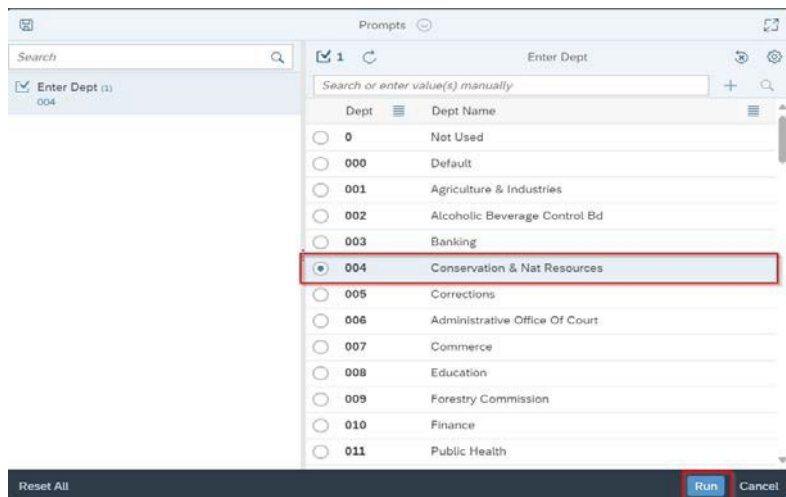 Prompts
Search
Enter Dept (1)
004
1
Enter Dept
Search or enter value(s) manually
Dept Dept Name
0 Not Used
000 Default
001 Agriculture & Industries
002 Alcoholic Beverage Control Bd
003 Banking
004 Conservation & Nat Resources
005 Corrections
006 Administrative Office Of Court
007 Commerce
008 Education
009 Forestry Commission
010 Finance
011 Public Health
Reset All Run Cancel